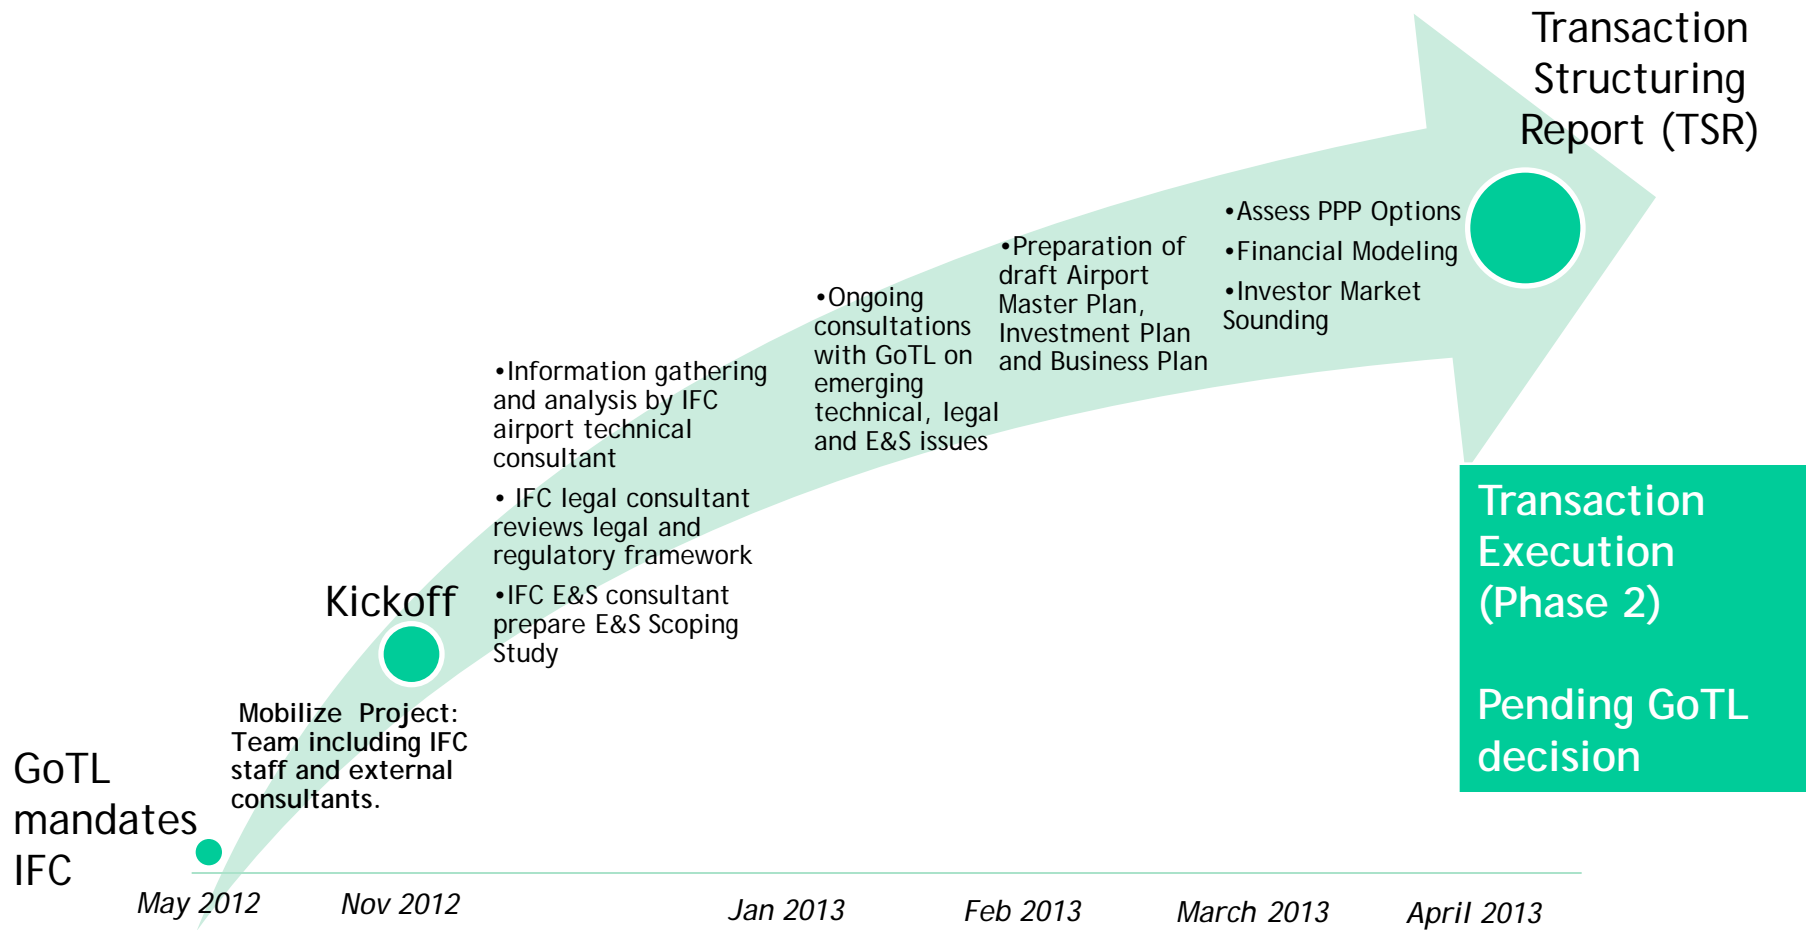 Transaction
Structuring
Report (TSR)
•Assess PPP Options
•Financial Modeling
•Investor Market
Sounding
•Preparation of
draft Airport
Master Plan,
Investment Plan
and Business Plan
•Ongoing
consultations
with GoTL on
emerging
technical, legal
and E&S issues
•Information gathering
and analysis by IFC
airport technical
consultant
• IFC legal consultant
reviews legal and
regulatory framework
•IFC E&S consultant
prepare E&S Scoping
Study
Kickoff
Mobilize Project:
Team including IFC
staff and external
consultants.
GoTL
mandates
IFC
Transaction
Execution
(Phase 2)
Pending GoTL
decision
May 2012
Nov 2012
Jan 2013
Feb 2013
March 2013
April 2013